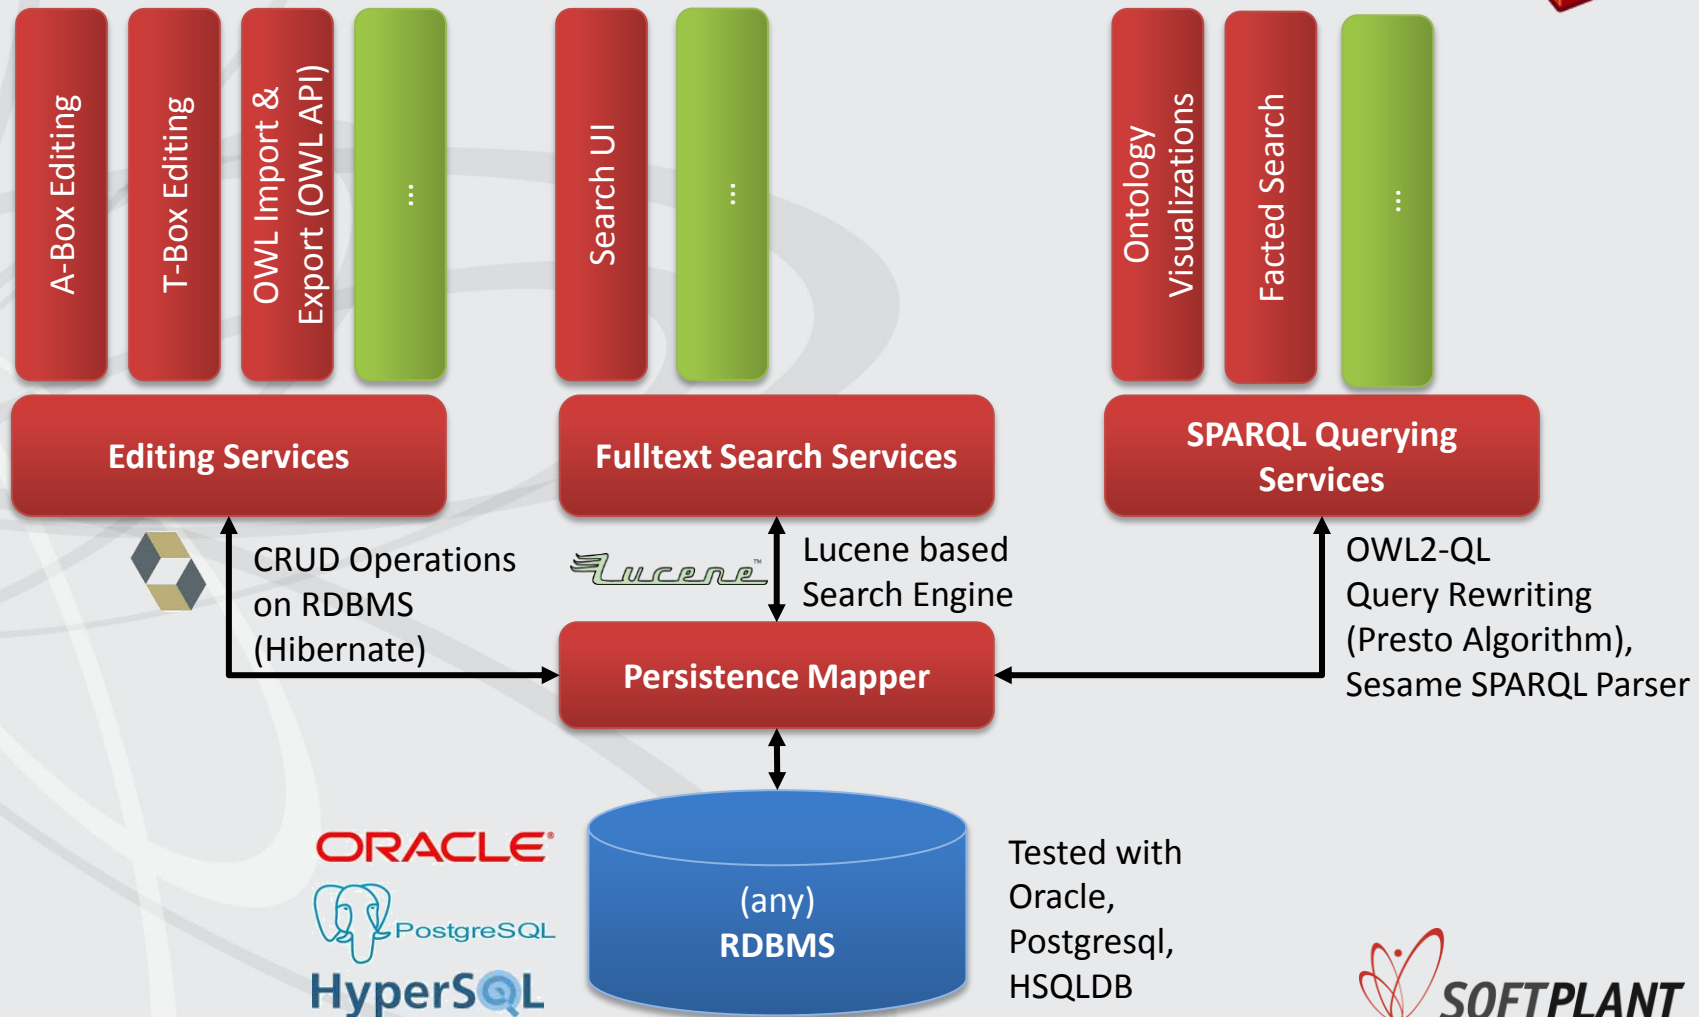 A-Box Editing
T-Box Editing
OWL Import &
Export (OWL API)
...
Search UI
...
Ontology
Visualizations
Facted Search
...
Editing Services
Fulltext Search Services
SPARQL Querying
Services
CRUD Operations
on RDBMS
(Hibernate)
Lucene™
Lucene based
Search Engine
OWL2-QL
Query Rewriting
(Presto Algorithm),
Sesame SPARQL Parser
Persistence Mapper
ORACLE®
PostgreSQL
HyperSQL
(any)
RDBMS
Tested with
Oracle,
Postgresql,
HSQLDB
SOFTPLANT